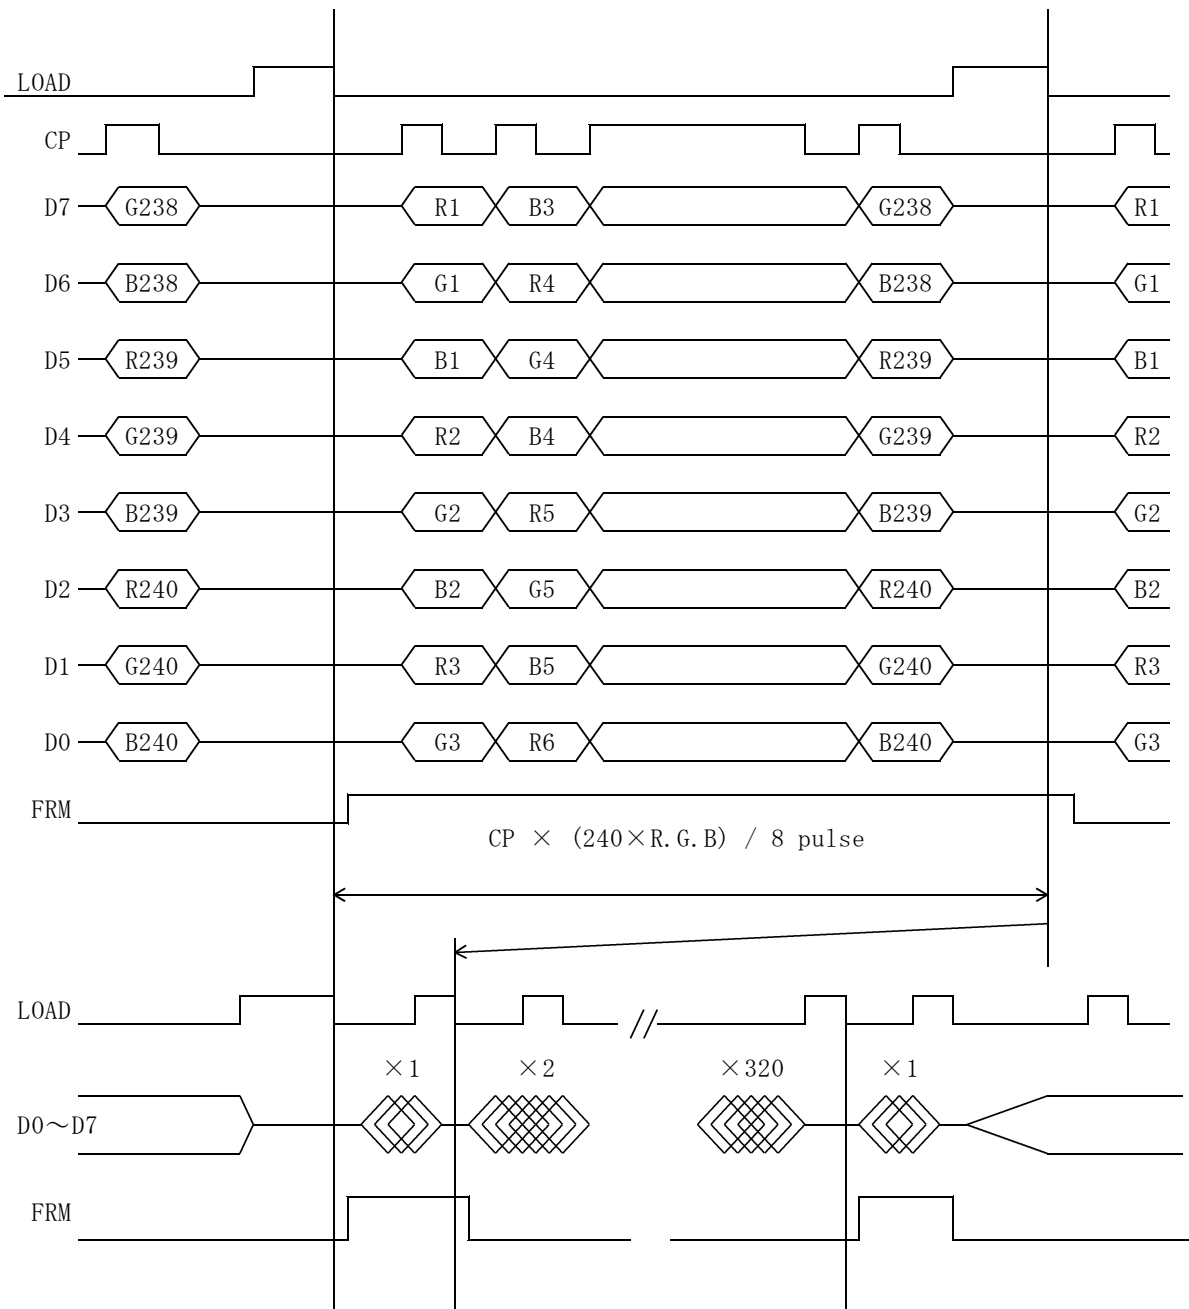 LOAD
CP
D7 G238 R1 B3 G238 R1
D6 B238 G1 R4 B238 G1
D5 R239 B1 G4 R239 B1
D4 G239 R2 B4 G239 R2
D3 B239 G2 R5 B239 G2
D2 R240 B2 G5 R240 B2
D1 G240 R3 B5 G240 R3
D0 B240 G3 R6 B240 G3
FRM
CP × (240×R.G.B) / 8 pulse
LOAD //
×1 ×2 ×320 ×1
D0～D7
FRM